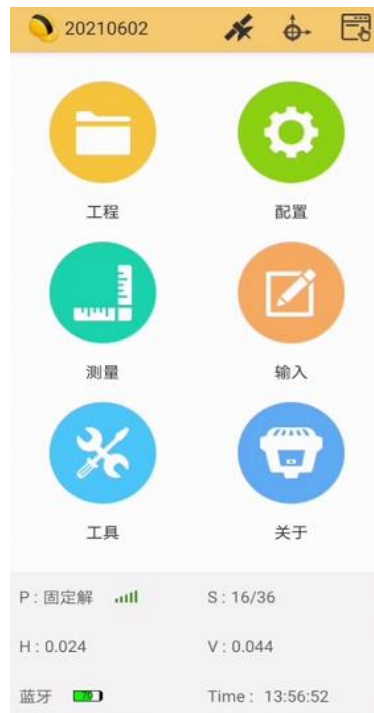 20210602
工程
配置
测量
输入
工具
关于
P : 固定解
S : 16/36
H : 0.024
V : 0.044
蓝牙 70
Time : 13:56:52